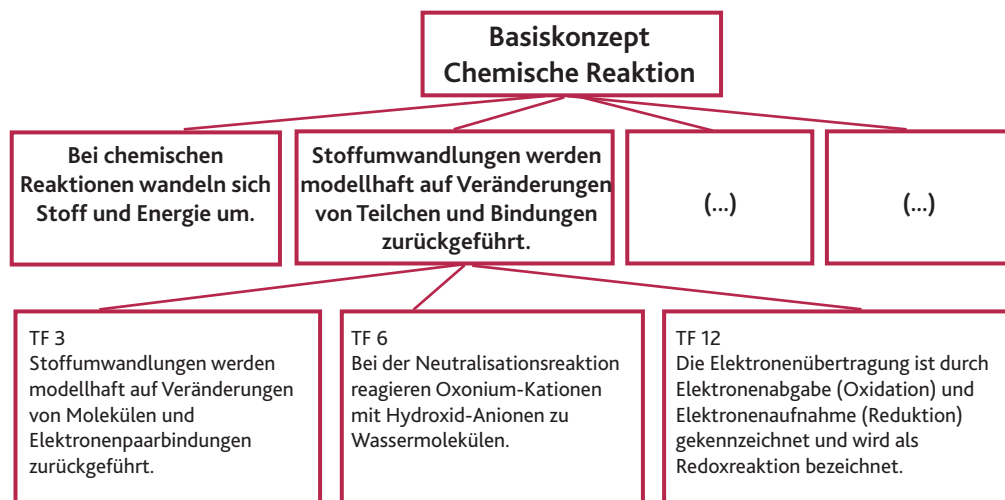 Basiskonzept
Chemische Reaktion
Bei chemischen
Reaktionen wandeln sich
Stoff und Energie um.
Stoffumwandlungen werden
modellhaft auf Veränderungen
von Teilchen und Bindungen
zurückgeführt.
(...)
(...)
TF 3
Stoffumwandlungen werden
modellhaft auf Veränderungen
von Molekülen und
Elektronenpaarbindungen
zurückgeführt.
TF 6
Bei der Neutralisationsreaktion
reagieren Oxonium-Kationen
mit Hydroxid-Anionen zu
Wassermolekülen.
TF 12
Die Elektronenübertragung ist durch
Elektronenabgabe (Oxidation) und
Elektronenaufnahme (Reduktion)
gekennzeichnet und wird als
Redoxreaktion bezeichnet.